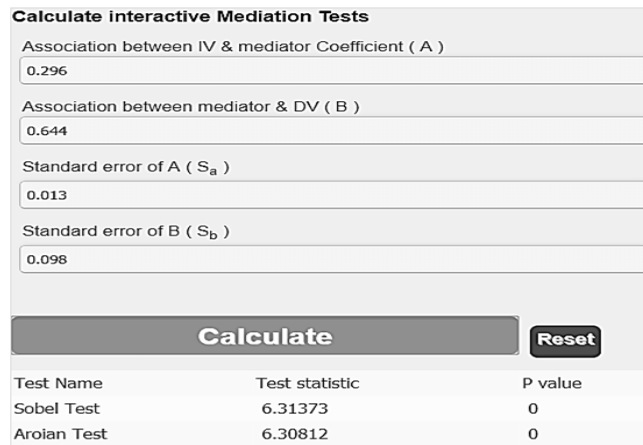 Calculate interactive Mediation Tests
Association between IV & mediator Coefficient ( A )
0.296
Association between mediator & DV ( B )
0.644
Standard error of A ( Sa )
0.013
Standard error of B ( Sb )
0.098
Calculate Reset
Test Name Test statistic P value
Sobel Test 6.31373 0
Aroian Test 6.30812 0